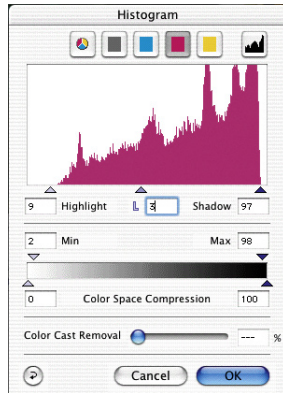 Histogram
9 Highlight L 3 Shadow 97
2 Min Max 98
0 Color Space Compression 100
Color Cast Removal --- %
Cancel OK